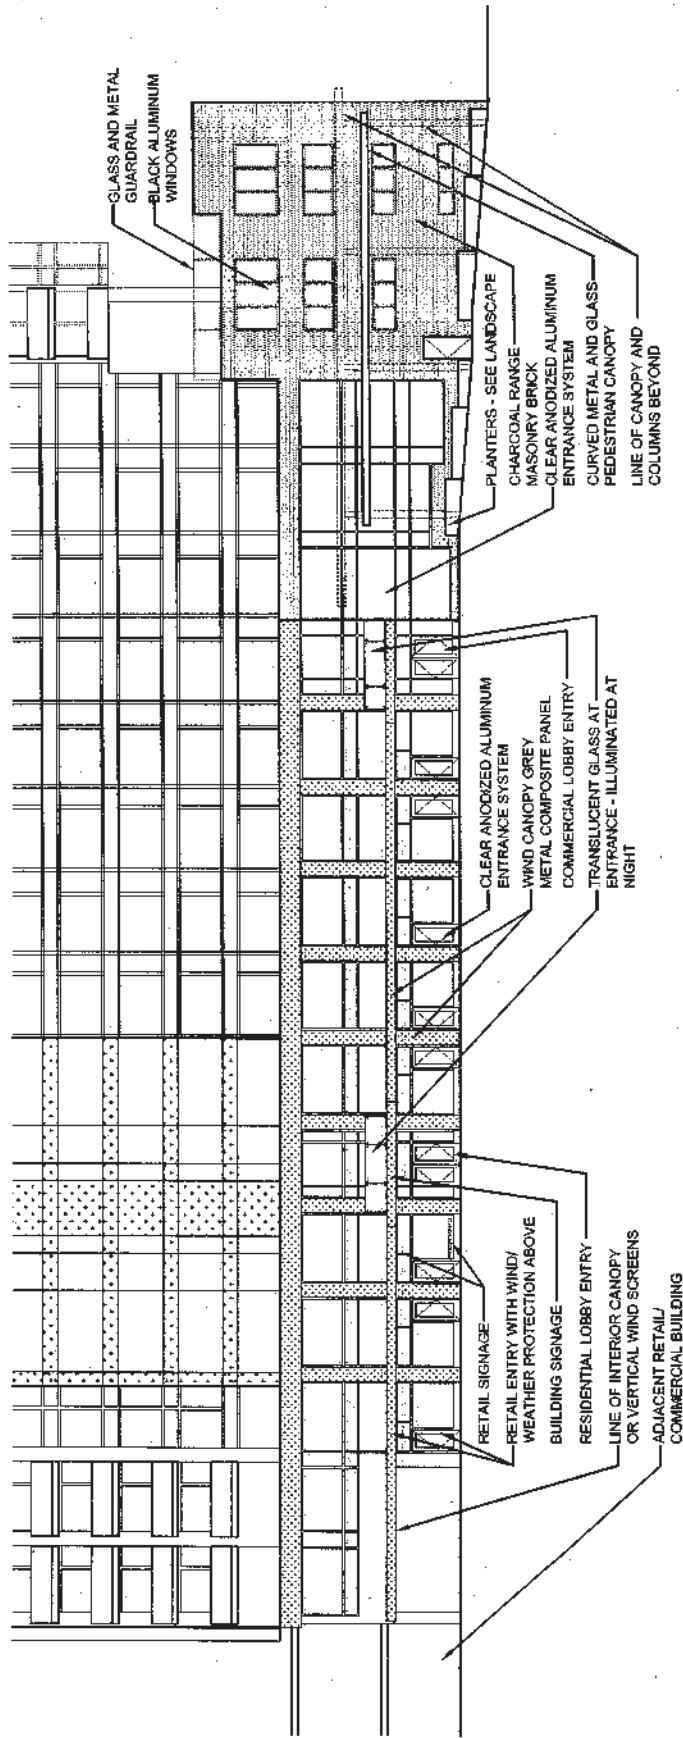 GLASS AND METAL
GUARDRAIL
BLACK ALUMINUM
WINDOWS
PLANTERS - SEE LANDSCAPE
CHARCOAL RANGE
MASONRY BRICK
CLEAR ANODIZED ALUMINUM
ENTRANCE SYSTEM
CURVED METAL AND GLASS
PEDESTRIAN CANOPY
LINE OF CANOPY AND
COLUMNS BEYOND
CLEAR ANODIZED ALUMINUM
ENTRANCE SYSTEM
WIND CANOPY GREY
METAL COMPOSITE PANEL
COMMERCIAL LOBBY ENTRY
TRANSLUCENT GLASS AT
ENTRANCE - ILLUMINATED AT
NIGHT
RETAIL SIGNAGE
RETAIL ENTRY WITH WIND/
WEATHER PROTECTION ABOVE
BUILDING SIGNAGE
RESIDENTIAL LOBBY ENTRY
LINE OF INTERIOR CANOPY
OR VERTICAL WIND SCREENS
ADJACENT RETAIL/
COMMERCIAL BUILDING